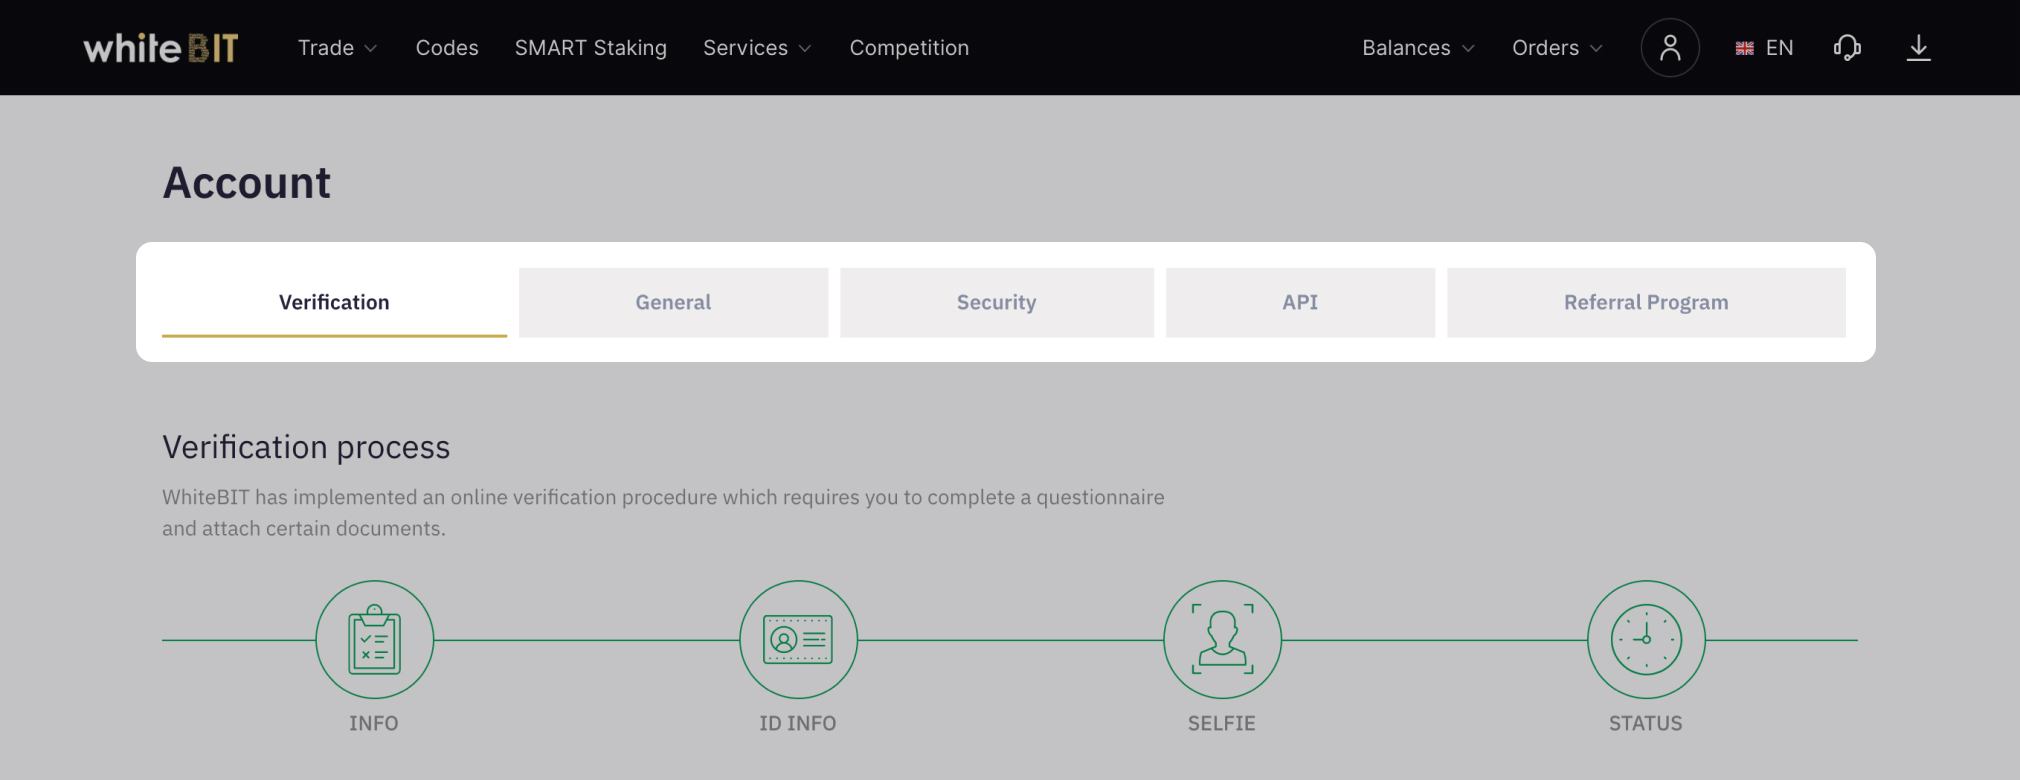 whiteBIT Trade Codes SMART Staking Services Competition Balances Orders EN
Account
Verification General Security API Referral Program
Verification process
WhiteBIT has implemented an online verification procedure which requires you to complete a questionnaire
and attach certain documents.
INFO ID INFO SELFIE STATUS